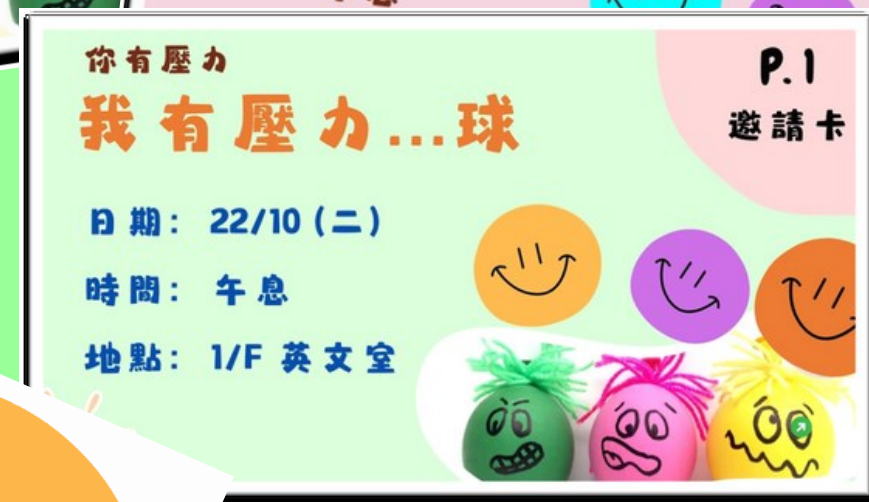 你有壓力
我有壓力...球
P.1
邀請卡
日期： 22/10 (二)
時間： 午息
地點： 1/F 英文室